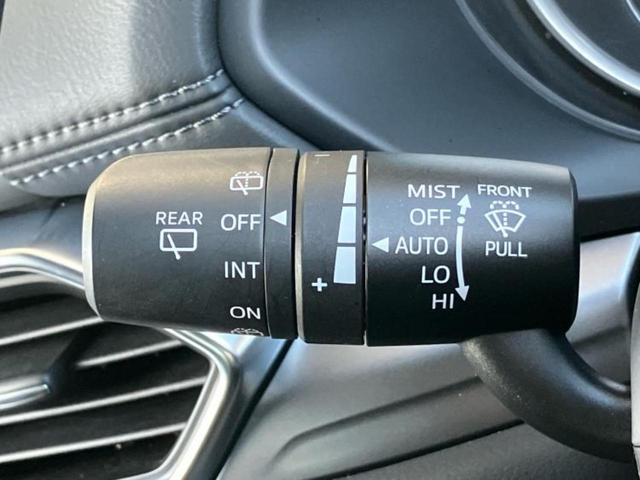 REAR
OFF
INT
ON
− 
+
MIST
OFF
AUTO
LO
HI
FRONT
PULL